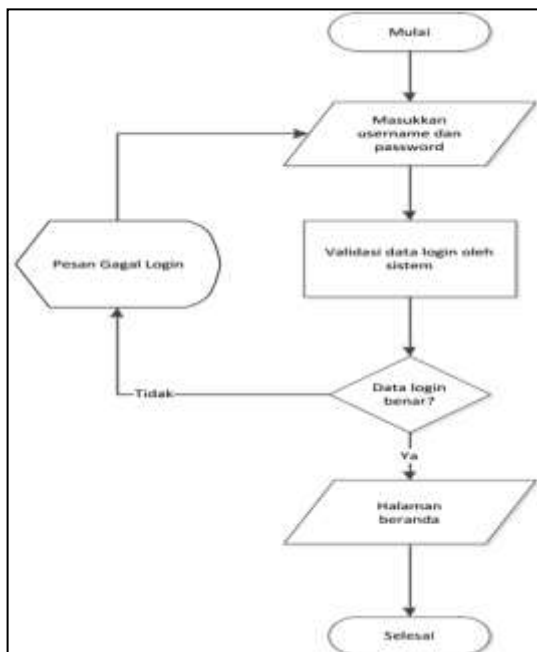 Mulai
Masukkan
username dan
password
Pesan Gagal Login
Validasi data login oleh
sistem
Data login
benar?
Tidak
Ya
Halaman
beranda
Selesai